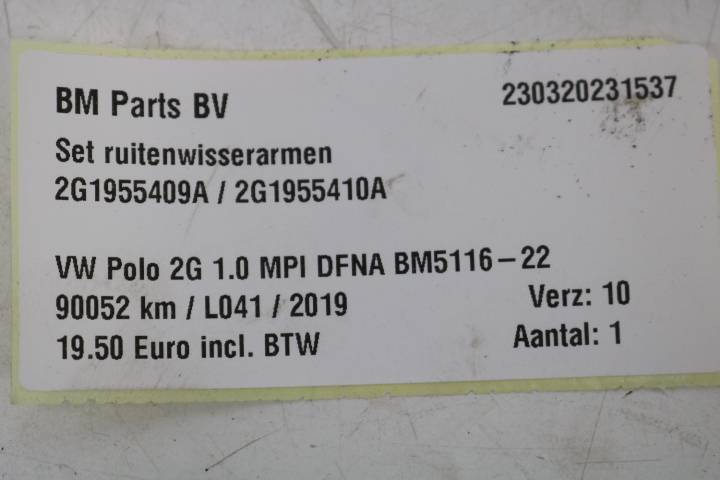 BM Parts BV 230320231537
Set ruitenwisserarmen
2G1955409A / 2G1955410A
VW Polo 2G 1.0 MPI DFNA BM5116-22
90052 km / L041 / 2019 Verz: 10
19.50 Euro incl. BTW Aantal: 1